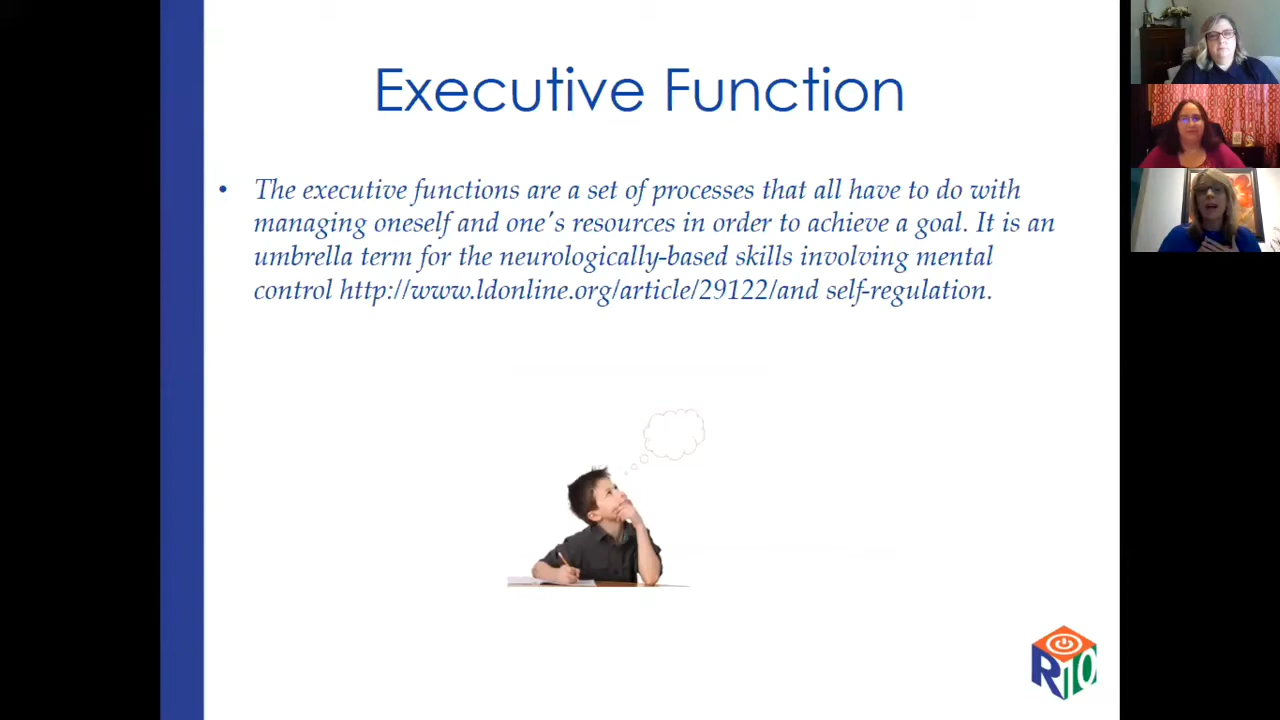 Executive Function
• The executive functions are a set of processes that all have to do with
managing oneself and one's resources in order to achieve a goal. It is an
umbrella term for the neurologically-based skills involving mental
control http://www.ldonline.org/article/29122/and self-regulation.
R10